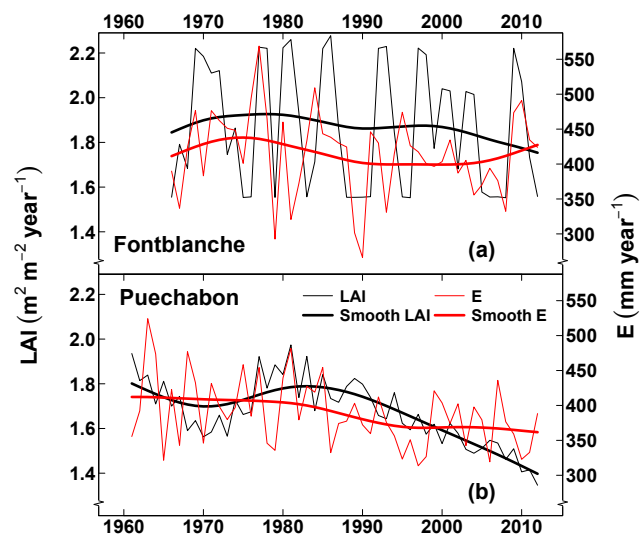 1960 1970 1980 1990 2000 2010
2.2
2.0
1.8
1.6
1.4
550
500
450
400
350
300
Fontblanche
(a)
LAI (m² m⁻² year⁻¹)
E (mm year⁻¹)
Puechabon
LAI E
Smooth LAI Smooth E
2.2
2.0
1.8
1.6
1.4
550
500
450
400
350
300
(b)
1960 1970 1980 1990 2000 2010